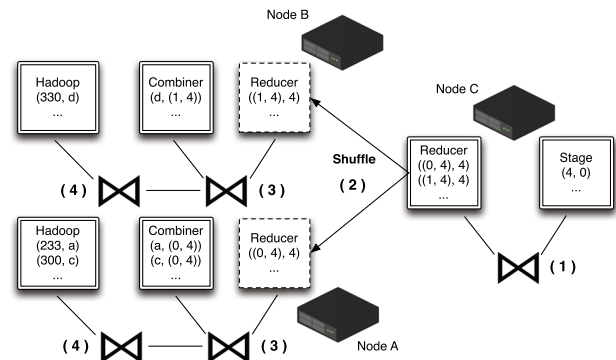 Node B
Hadoop
(330, d)
...
Combiner
(d, (1, 4))
...
Reducer
((1, 4), 4)
...
Node C
Shuffle
( 2 )
Reducer
((0, 4), 4)
((1, 4), 4)
...
Stage
(4, 0)
...
( 4 )
( 3 )
Hadoop
(233, a)
(300, c)
...
Combiner
(a, (0, 4))
(c, (0, 4))
...
Reducer
((0, 4), 4)
...
( 1 )
( 4 )
( 3 )
Node A